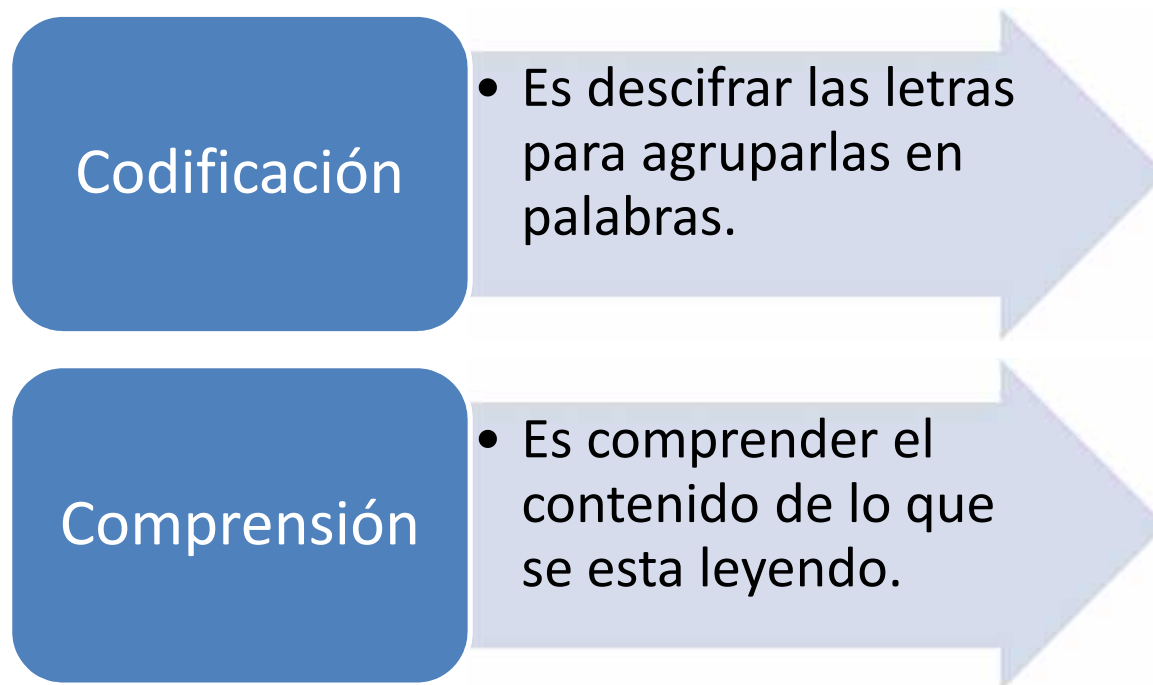 Codificación
• Es descifrar las letras
para agruparlas en
palabras.
Comprensión
• Es comprender el
contenido de lo que
se esta leyendo.